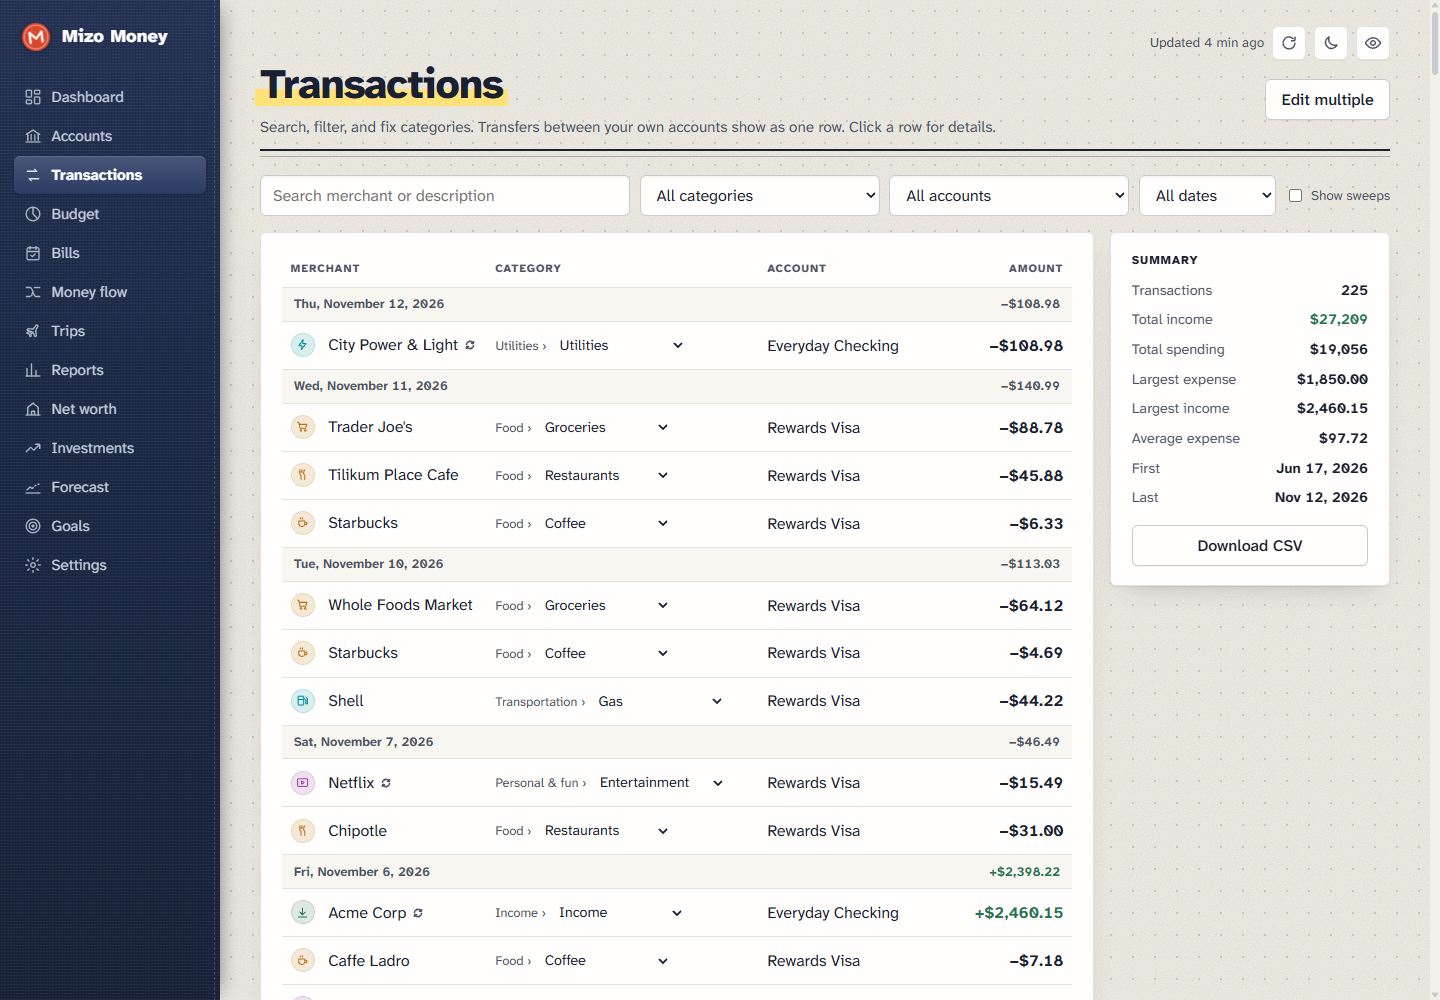 Mizo Money
Dashboard
Accounts
Transactions
Budget
Bills
Money flow
Trips
Reports
Net worth
Investments
Forecast
Goals
Settings
Updated 4 min ago
Transactions
Edit multiple
Search, filter, and fix categories. Transfers between your own accounts show as one row. Click a row for details.
Search merchant or description
All categories
All accounts
All dates
Show sweeps
MERCHANT CATEGORY ACCOUNT AMOUNT
Thu, November 12, 2026 –$108.98
City Power & Light Utilities › Utilities Everyday Checking –$108.98
Wed, November 11, 2026 –$140.99
Trader Joe's Food › Groceries Rewards Visa –$88.78
Tilikum Place Cafe Food › Restaurants Rewards Visa –$45.88
Starbucks Food › Coffee Rewards Visa –$6.33
Tue, November 10, 2026 –$113.03
Whole Foods Market Food › Groceries Rewards Visa –$64.12
Starbucks Food › Coffee Rewards Visa –$4.69
Shell Transportation › Gas Rewards Visa –$44.22
Sat, November 7, 2026 –$46.49
Netflix Personal & fun › Entertainment Rewards Visa –$15.49
Chipotle Food › Restaurants Rewards Visa –$31.00
Fri, November 6, 2026 +$2,398.22
Acme Corp Income › Income Everyday Checking +$2,460.15
Caffe Ladro Food › Coffee Rewards Visa –$7.18
SUMMARY
Transactions 225
Total income $27,209
Total spending $19,056
Largest expense $1,850.00
Largest income $2,460.15
Average expense $97.72
First Jun 17, 2026
Last Nov 12, 2026
Download CSV